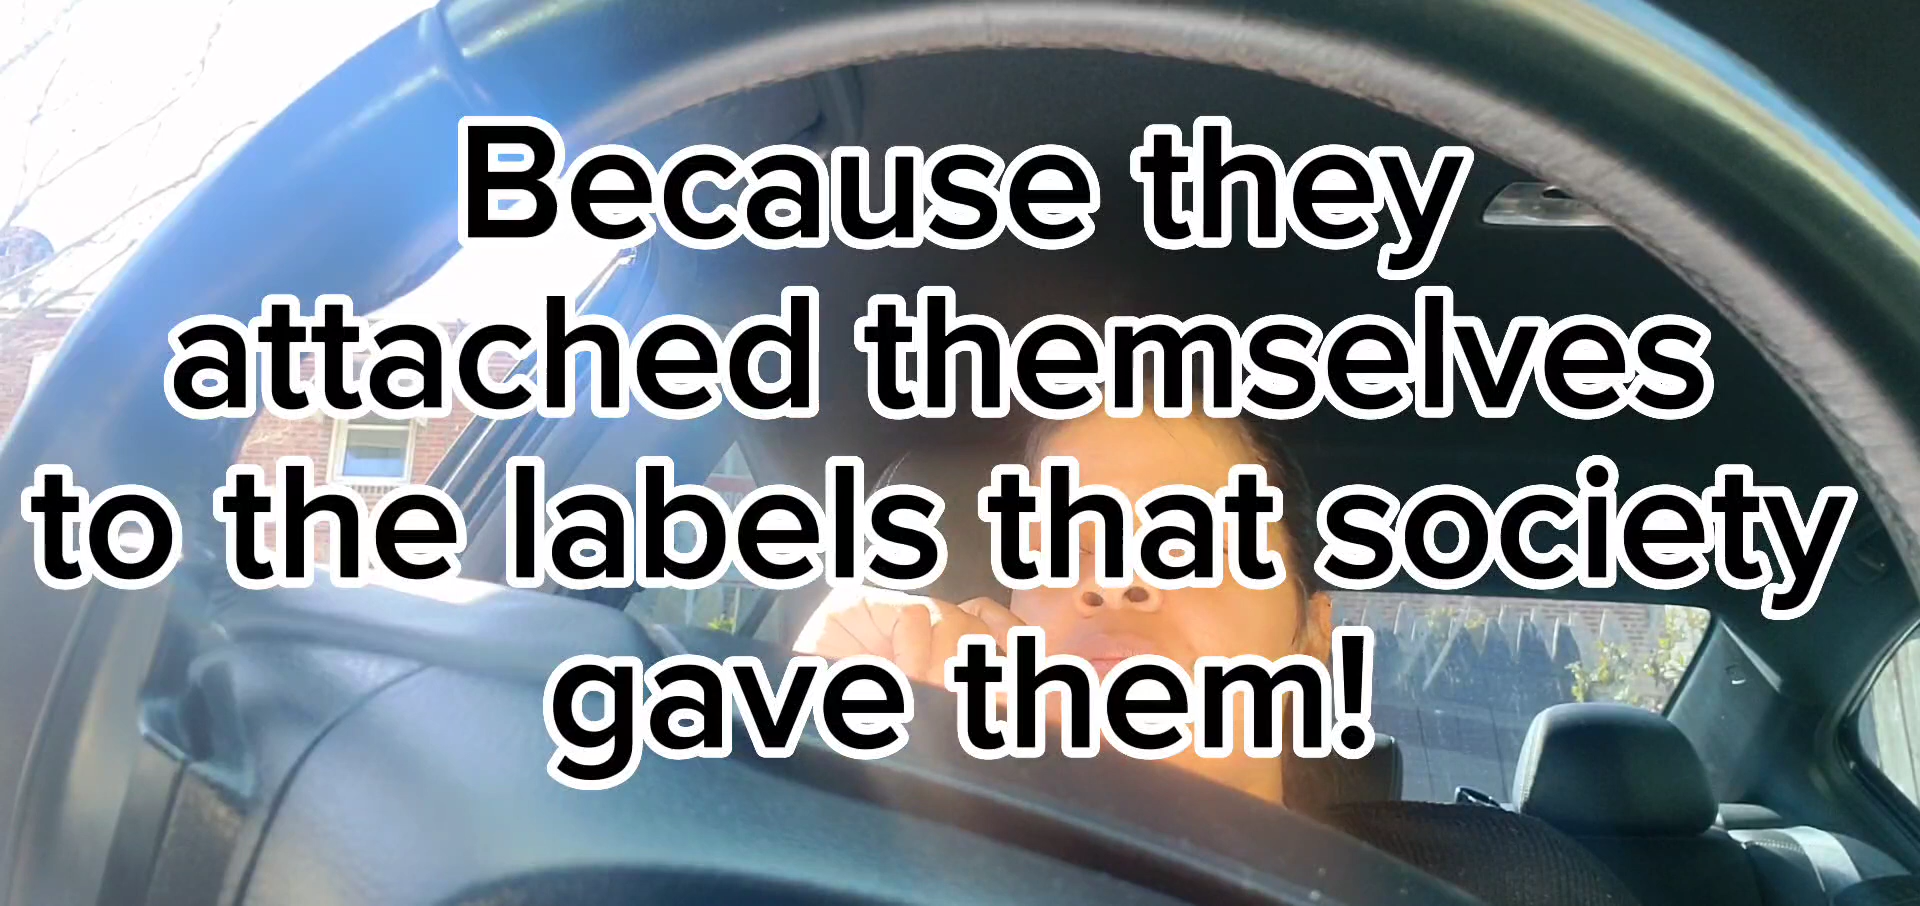 Because they
attached themselves
to the labels that society
gave them!